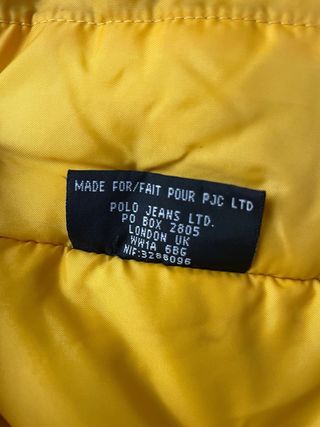 MADE FOR/FAIT POUR PJC LTD
POLO JEANS LTD.
PO BOX 2805
LONDON UK
WW1A 6BG
NIF:3288096